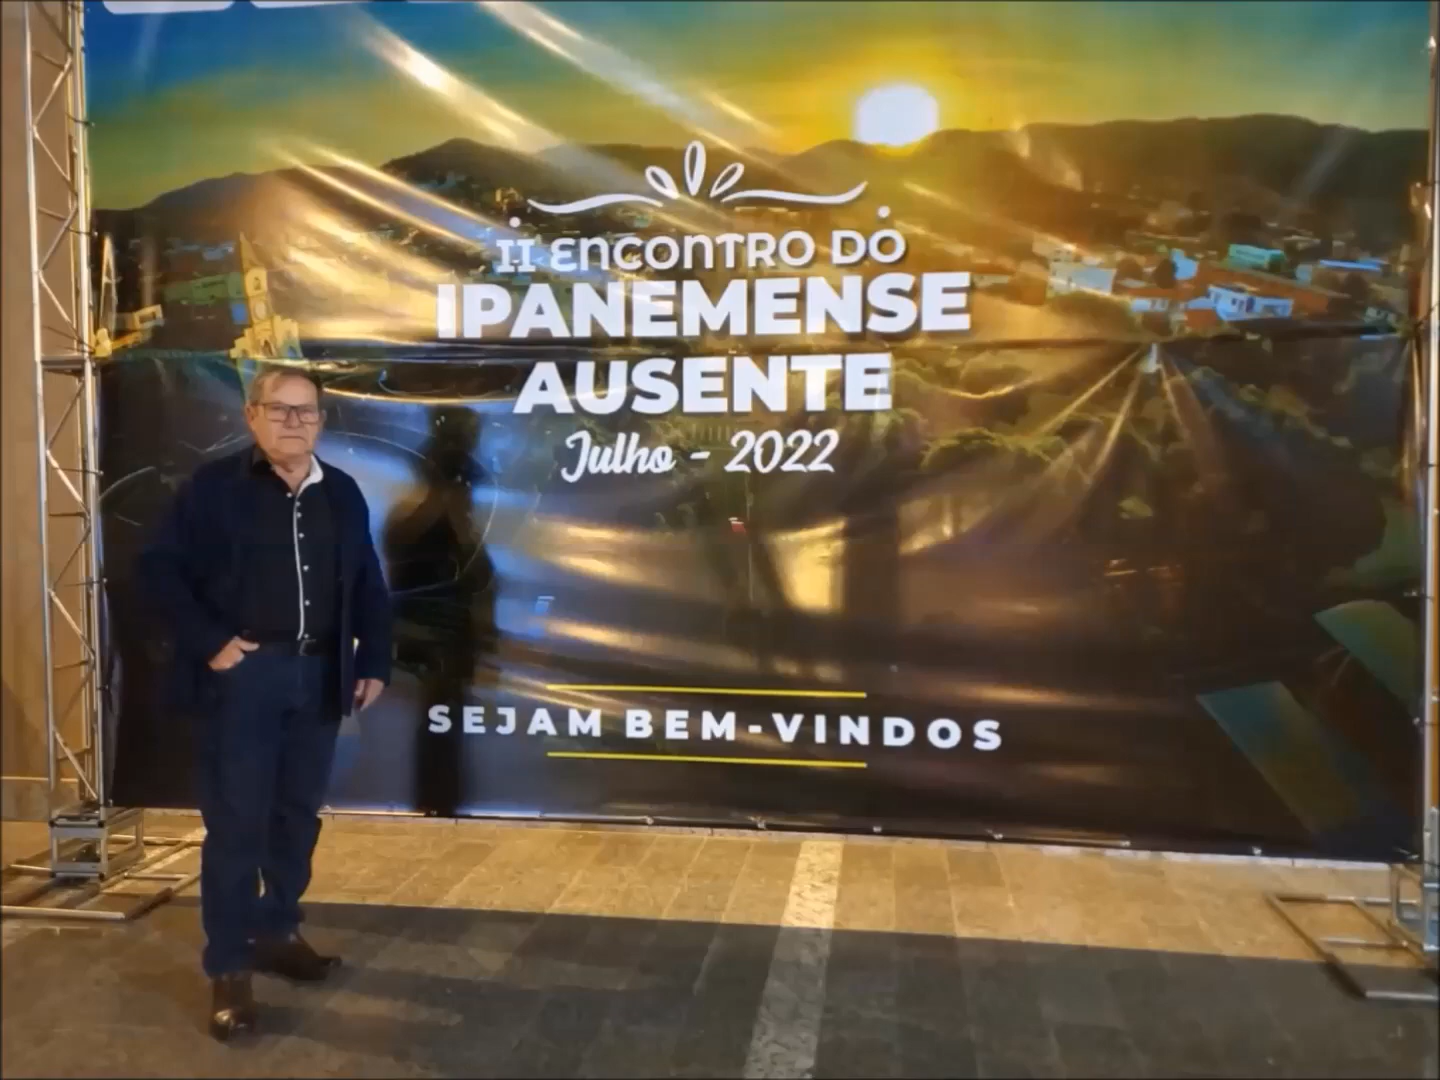 II ENCONTRO DO
IPANEMENSE
AUSENTE
Julho - 2022
SEJAM BEM-VINDOS